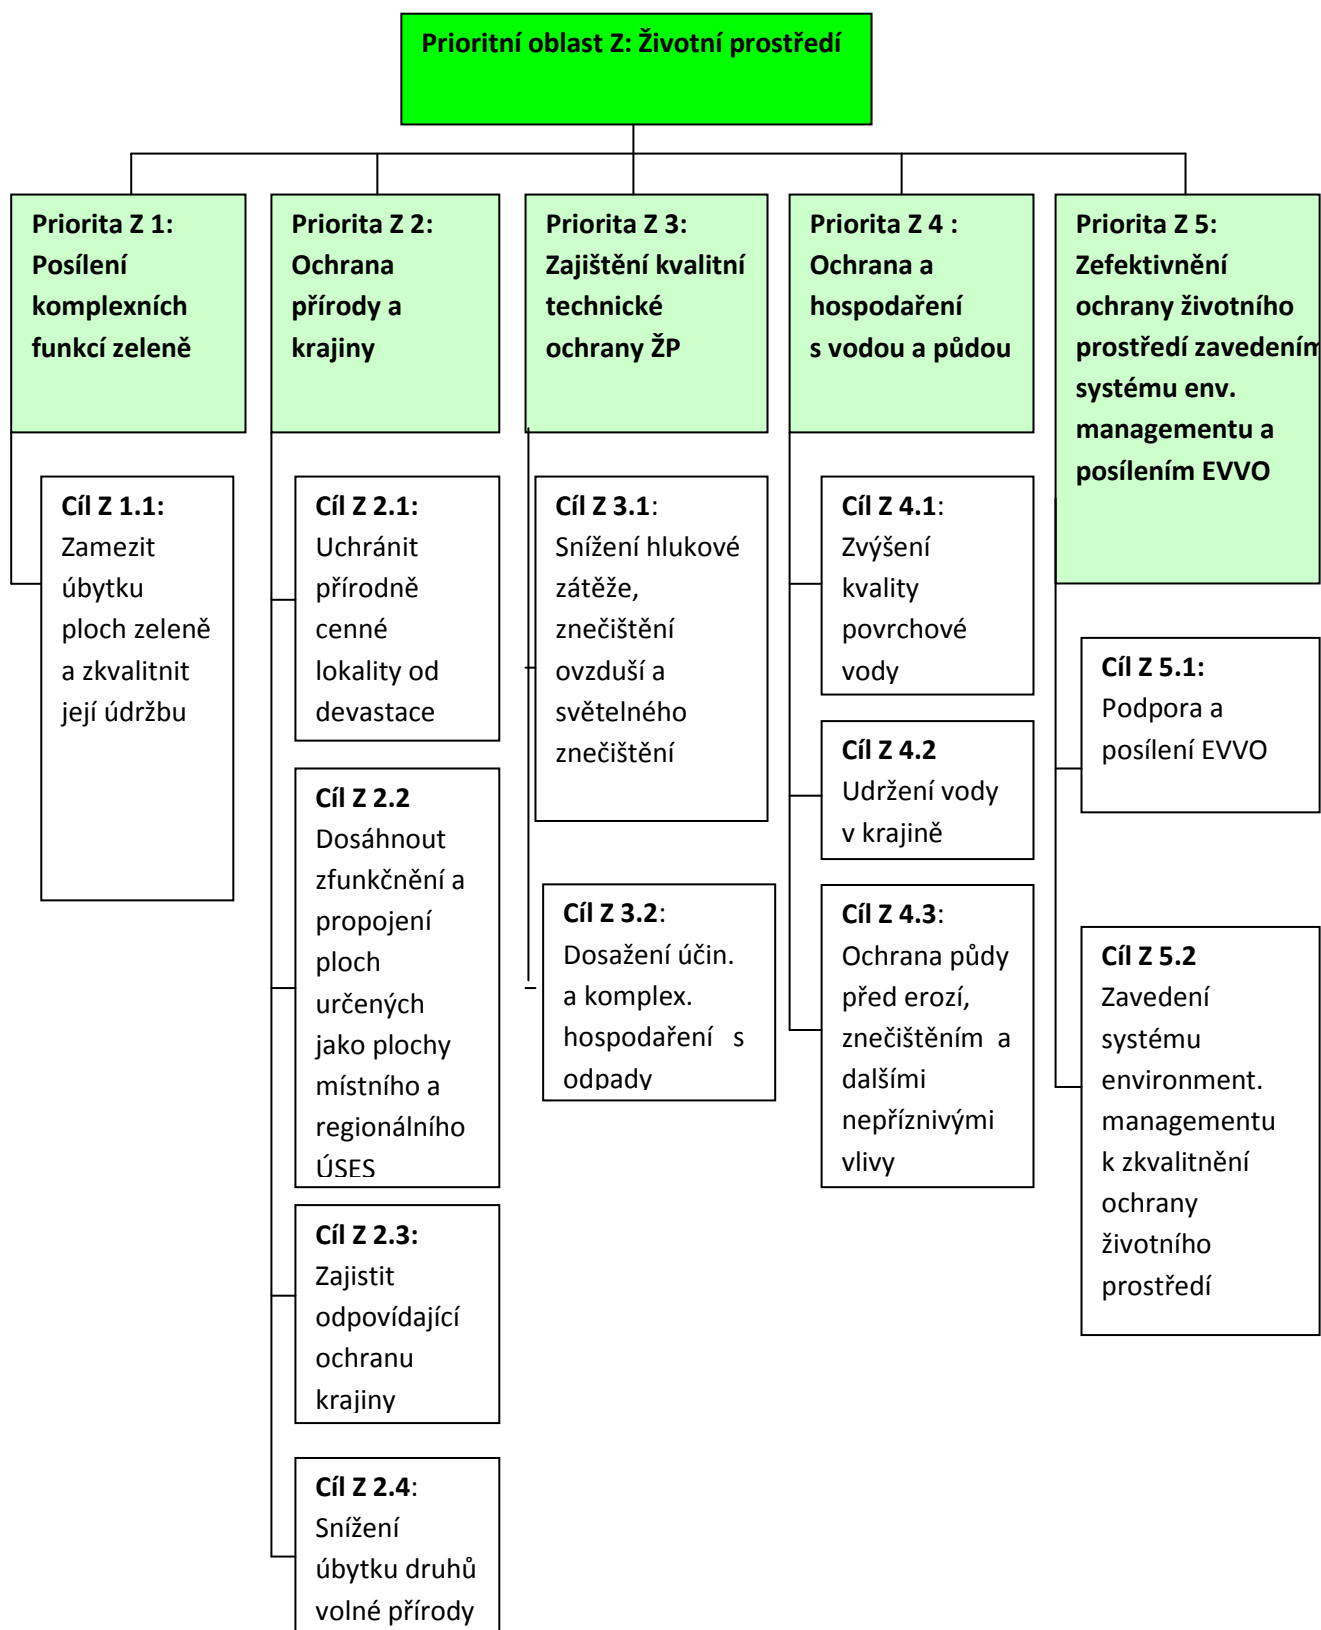 Prioritní oblast Z: Životní prostředí
Priorita Z 1:
Posílení
komplexních
funkcí zeleně
Cíl Z 1.1:
Zamezit
úbytku
ploch zeleně
a zkvalitnit
její údržbu
Priorita Z 2:
Ochrana
přírody a
krajiny
Cíl Z 2.1:
Uchránit
přírodně
cenné
lokality od
devastace
Cíl Z 2.2
Dosáhnout
zfunkčnění a
propojení
ploch
určených
jako plochy
místního a
regionálního
ÚSES
Cíl Z 2.3:
Zajistit
odpovídající
ochranu
krajiny
Cíl Z 2.4:
Snížení
úbytku druhů
volné přírody
Priorita Z 3:
Zajištění kvalitní
technické
ochrany ŽP
Cíl Z 3.1:
Snížení hlukové
zátěže,
znečištění
ovzduší a
světelného
znečištění
Cíl Z 3.2:
Dosažení účin.
a komplex.
hospodaření s
odpady
Priorita Z 4 :
Ochrana a
hospodaření
s vodou a půdou
Cíl Z 4.1:
Zvýšení
kvality
povrchové
vody
Cíl Z 4.2
Udržení vody
v krajině
Cíl Z 4.3:
Ochrana půdy
před erozí,
znečištěním a
dalšími
nepříznivými
vlivy
Priorita Z 5:
Zefektivnění
ochrany životního
prostředí zavedením
systému env.
managementu a
posílením EVVO
Cíl Z 5.1:
Podpora a
posílení EVVO
Cíl Z 5.2
Zavedení
systému
environment.
managementu
k zkvalitnění
ochrany
životního
prostředí